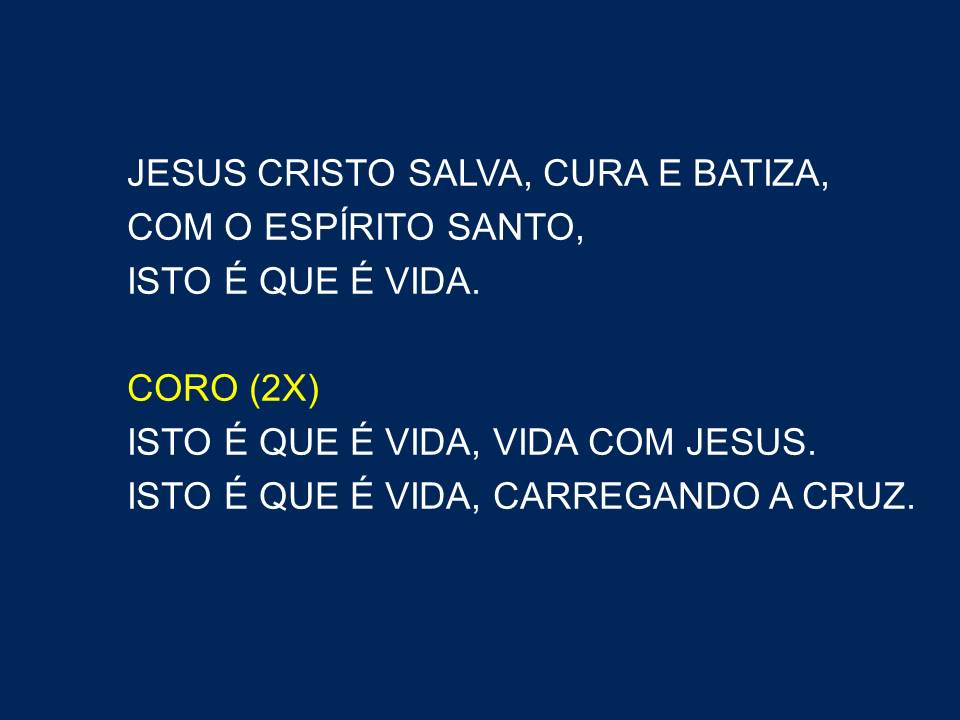 JESUS CRISTO SALVA, CURA E BATIZA,
COM O ESPÍRITO SANTO,
ISTO É QUE É VIDA.
CORO (2X)
ISTO É QUE É VIDA, VIDA COM JESUS.
ISTO É QUE É VIDA, CARREGANDO A CRUZ.